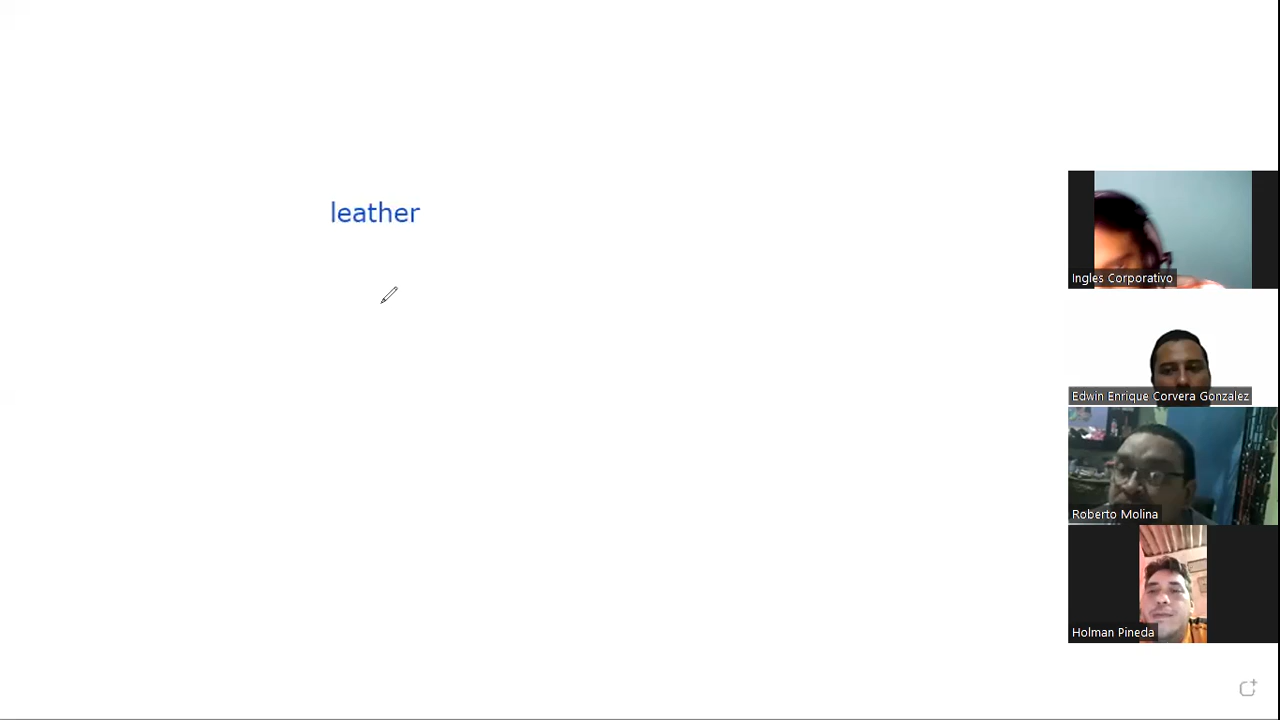 leather
Ingles Corporativo
Edwin Enrique Corvera Gonzalez
Roberto Molina
Holman Pineda